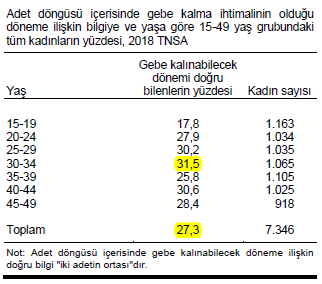 Adet döngüsü içerisinde gebe kalma ihtimalinin olduğu
döneme ilişkin bilgiye ve yaşa göre 15-49 yaş grubundaki
tüm kadınların yüzdesi, 2018 TNSA
Gebe kalınabilecek
dönemi doğru
Yaş bilenlerin yüzdesi Kadın sayısı
15-19 17,8 1.163
20-24 27,9 1.034
25-29 30,2 1.035
30-34 31,5 1.065
35-39 25,8 1.105
40-44 30,6 1.025
45-49 28,4 918
Toplam 27,3 7.346
Not: Adet döngüsü içerisinde gebe kalınabilecek döneme ilişkin
doğru bilgi "iki adetin ortası"dır.